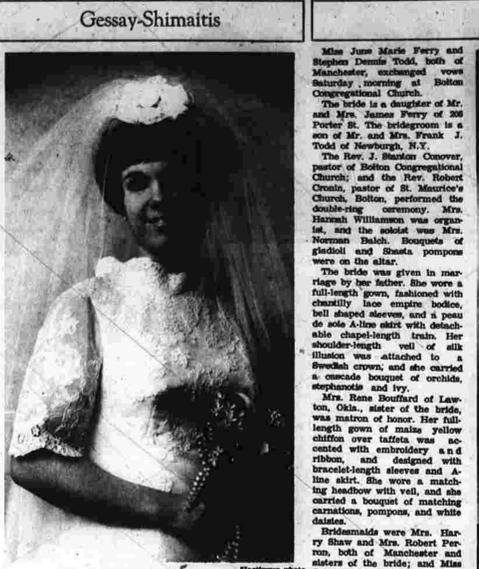 Gessay-Shimaitis
Miss June Marie Ferry and
Stephen Dennis Todd, both of
Manchester, exchanged vows
Saturday morning at Bolton
Congregational Church.
The bride is a daughter of Mr.
and Mrs. James Ferry of 206
Porter St. The bridegroom is a
son of Mr. and Mrs. Frank J.
Todd of Newburgh, N.Y.
The Rev. J. Stanton Conover,
pastor of Bolton Congregational
Church; and the Rev. Robert
Cronin, pastor of St. Maurice's
Church, Bolton, performed the
double-ring ceremony. Mrs.
Hannah Williamson was organ-
ist, and the soloist was Mrs.
Norman Balch. Bouquets of
gladioli and Shasta pompons
were on the altar.
The bride was given in mar-
riage by her father. She wore a
full-length gown, fashioned with
chantilly lace empire bodice,
bell shaped sleeves, and a peau
de soie A-line skirt with detach-
able chapel-length train. Her
shoulder-length veil of silk
illusion was attached to a
Swedish crown; and she carried
a cascade bouquet of orchids,
stephanotis and ivy.
Mrs. Rene Bouffard of Law-
ton, Okla., sister of the bride,
was matron of honor. Her full-
length gown of maize yellow
chiffon over taffeta was ac-
cented with embroidery and
ribbon, and designed with
bracelet-length sleeves and A-
line skirt. She wore a match-
ing headbow with veil, and she
carried a bouquet of matching
carnations, pompons, and white
daisies.
Bridesmaids were Mrs. Har-
ry Shaw and Mrs. Robert Per-
ron, both of Manchester and
sisters of the bride; and Miss